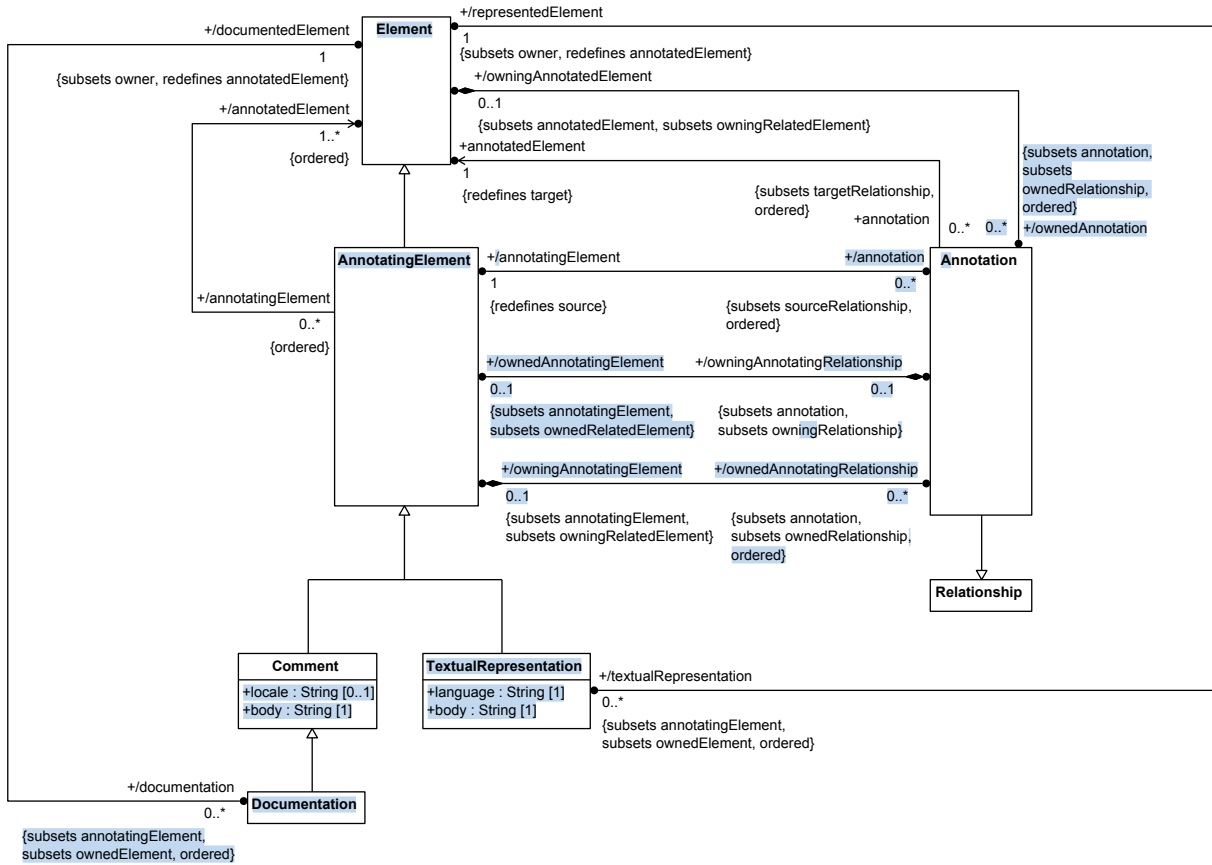 +/representedElement
+/documentedElement
Element
1
1
{subsets owner, redefines annotatedElement}
{subsets owner, redefines annotatedElement}
+/owningAnnotatedElement
+/annotatedElement
0..1
{subsets annotatedElement, subsets owningRelatedElement}
1..*
{ordered}
+annotatedElement
1
{redefines target}
{subsets annotation,
subsets
ownedRelationship,
ordered}
{subsets targetRelationship,
ordered}
+annotation
0..*
0..*
+/ownedAnnotation
AnnotatingElement
+/annotatingElement
+/annotation
Annotation
1
0..*
{redefines source}
{subsets sourceRelationship,
ordered}
+/annotatingElement
0..*
{ordered}
+/ownedAnnotatingElement
+/owningAnnotatingRelationship
0..1
0..1
{subsets annotatingElement,
subsets ownedRelatedElement}
{subsets annotation,
subsets owningRelationship}
+/owningAnnotatingElement
+/ownedAnnotatingRelationship
0..1
0..*
{subsets annotatingElement,
subsets owningRelatedElement}
{subsets annotation,
subsets ownedRelationship,
ordered}
Relationship
Comment
+locale : String [0..1]
+body : String [1]
TextualRepresentation
+language : String [1]
+body : String [1]
+/textualRepresentation
0..*
{subsets annotatingElement,
subsets ownedElement, ordered}
+/documentation
0..*
Documentation
{subsets annotatingElement,
subsets ownedElement, ordered}